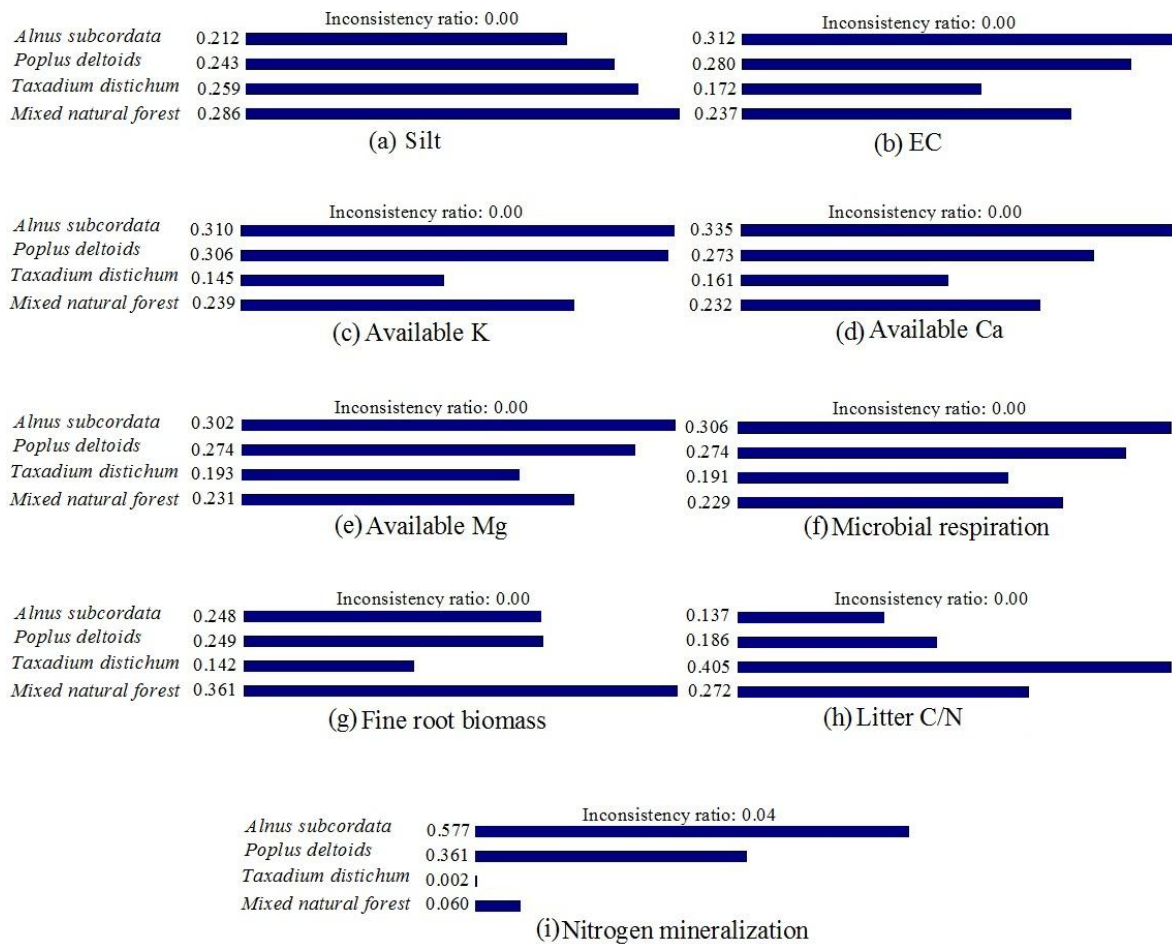 Inconsistency ratio: 0.00
Alnus subcordata 0.212
Poplus deltoids 0.243
Taxadium distichum 0.259
Mixed natural forest 0.286
(a) Silt
Inconsistency ratio: 0.00
0.312
0.280
0.172
0.237
(b) EC
Inconsistency ratio: 0.00
Alnus subcordata 0.310
Poplus deltoids 0.306
Taxadium distichum 0.145
Mixed natural forest 0.239
(c) Available K
Inconsistency ratio: 0.00
0.335
0.273
0.161
0.232
(d) Available Ca
Inconsistency ratio: 0.00
Alnus subcordata 0.302
Poplus deltoids 0.274
Taxadium distichum 0.193
Mixed natural forest 0.231
(e) Available Mg
Inconsistency ratio: 0.00
0.306
0.274
0.191
0.229
(f) Microbial respiration
Inconsistency ratio: 0.00
Alnus subcordata 0.248
Poplus deltoids 0.249
Taxadium distichum 0.142
Mixed natural forest 0.361
(g) Fine root biomass
Inconsistency ratio: 0.00
0.137
0.186
0.405
0.272
(h) Litter C/N
Inconsistency ratio: 0.04
Alnus subcordata 0.577
Poplus deltoids 0.361
Taxadium distichum 0.002
Mixed natural forest 0.060
(i) Nitrogen mineralization